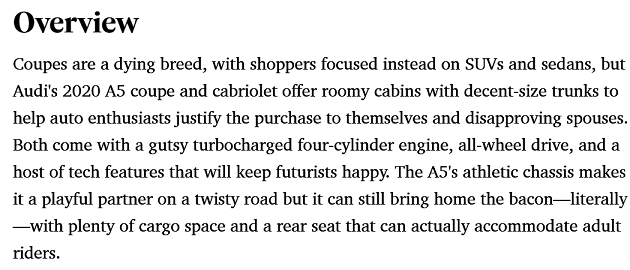 Overview
Coupes are a dying breed, with shoppers focused instead on SUVs and sedans, but
Audi's 2020 A5 coupe and cabriolet offer roomy cabins with decent-size trunks to
help auto enthusiasts justify the purchase to themselves and disapproving spouses.
Both come with a gutsy turbocharged four-cylinder engine, all-wheel drive, and a
host of tech features that will keep futurists happy. The A5's athletic chassis makes
it a playful partner on a twisty road but it can still bring home the bacon—literally
—with plenty of cargo space and a rear seat that can actually accommodate adult
riders.